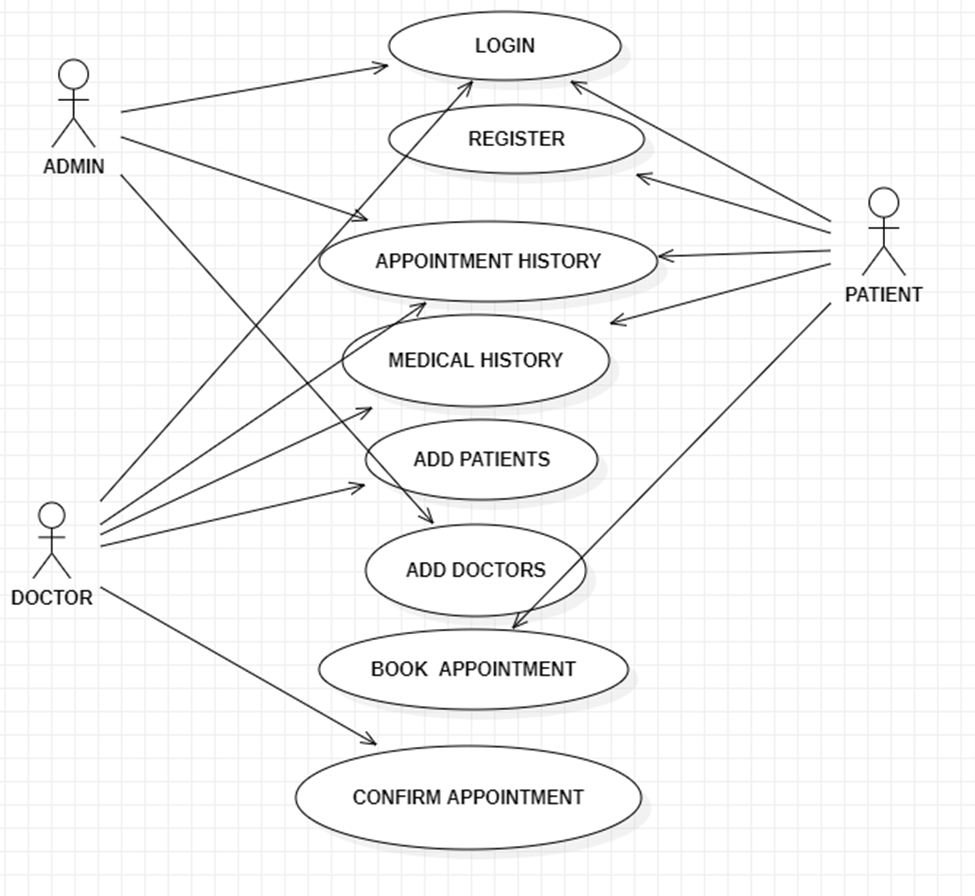 LOGIN
REGISTER
ADMIN
APPOINTMENT HISTORY
PATIENT
MEDICAL HISTORY
ADD PATIENTS
ADD DOCTORS
DOCTOR
BOOK  APPOINTMENT
CONFIRM APPOINTMENT